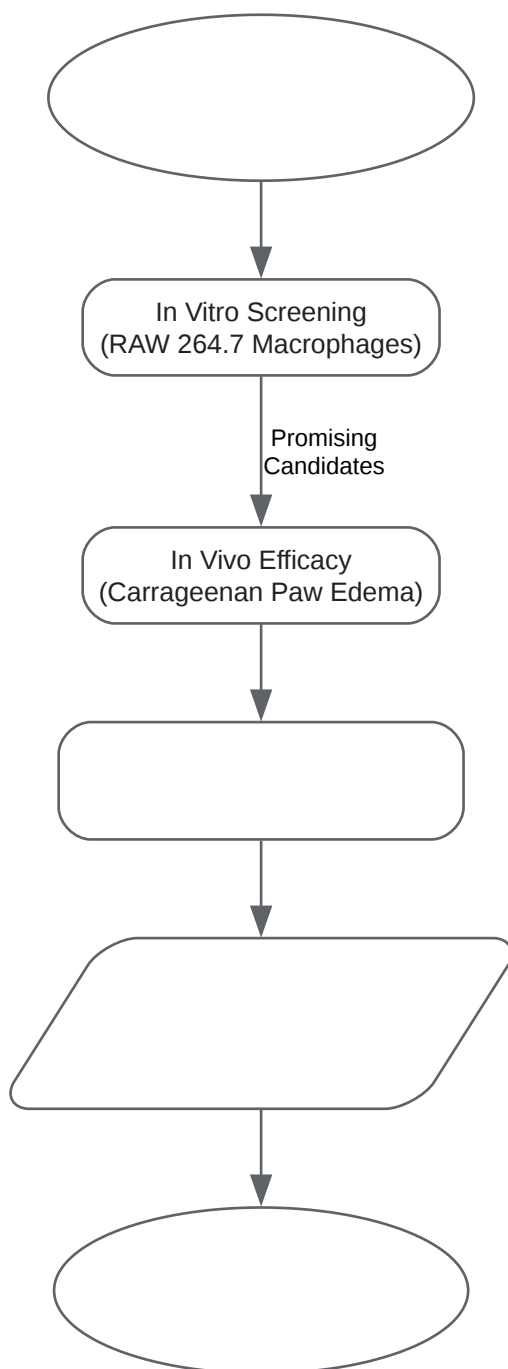 In Vitro Screening
(RAW 264.7 Macrophages)
Promising
Candidates
In Vivo Efficacy
(Carrageenan Paw Edema)